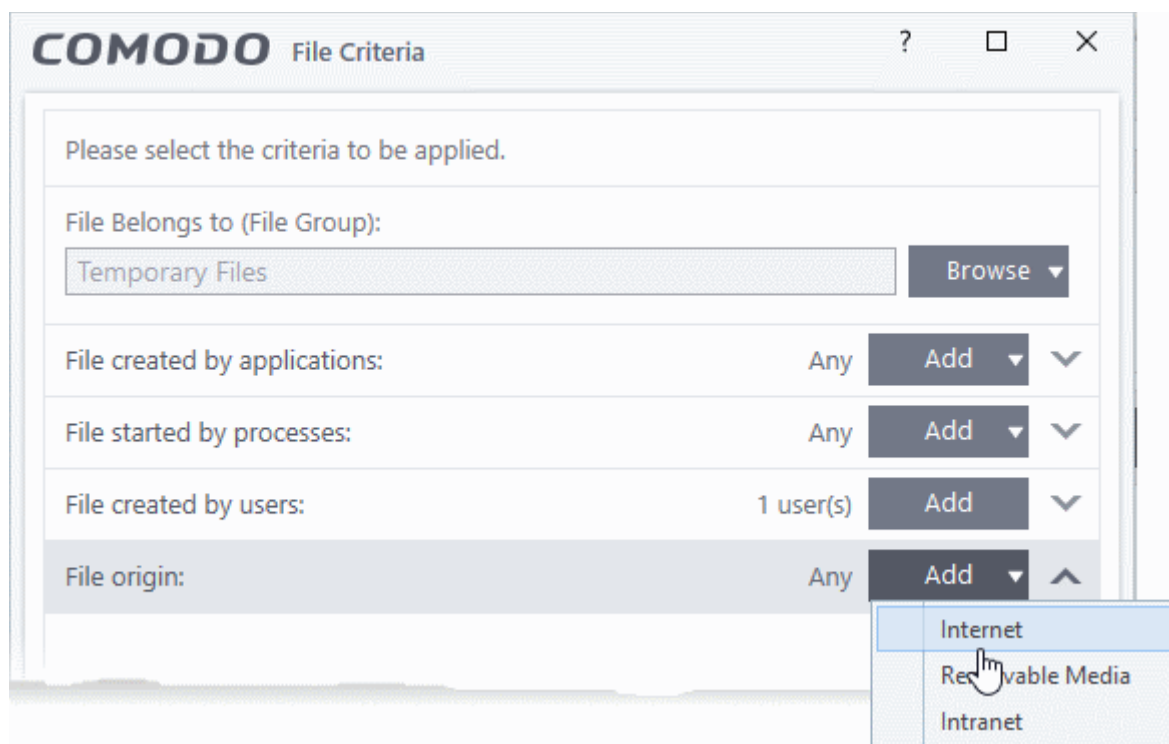 COMODO File Criteria ?
Please select the criteria to be applied.
File Belongs to (File Group):
Temporary Files Browse
File created by applications: Any Add
File started by processes: Any Add
File created by users: 1 user(s) Add
File origin: Any Add
Internet
Media
Intranet